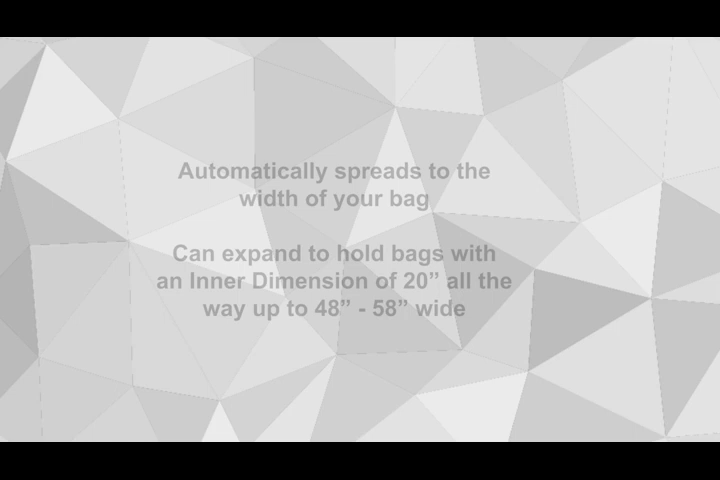 Automatically spreads to the
width of your bag
Can expand to hold bags with
an Inner Dimension of 20” all the
way up to 48” - 58” wide